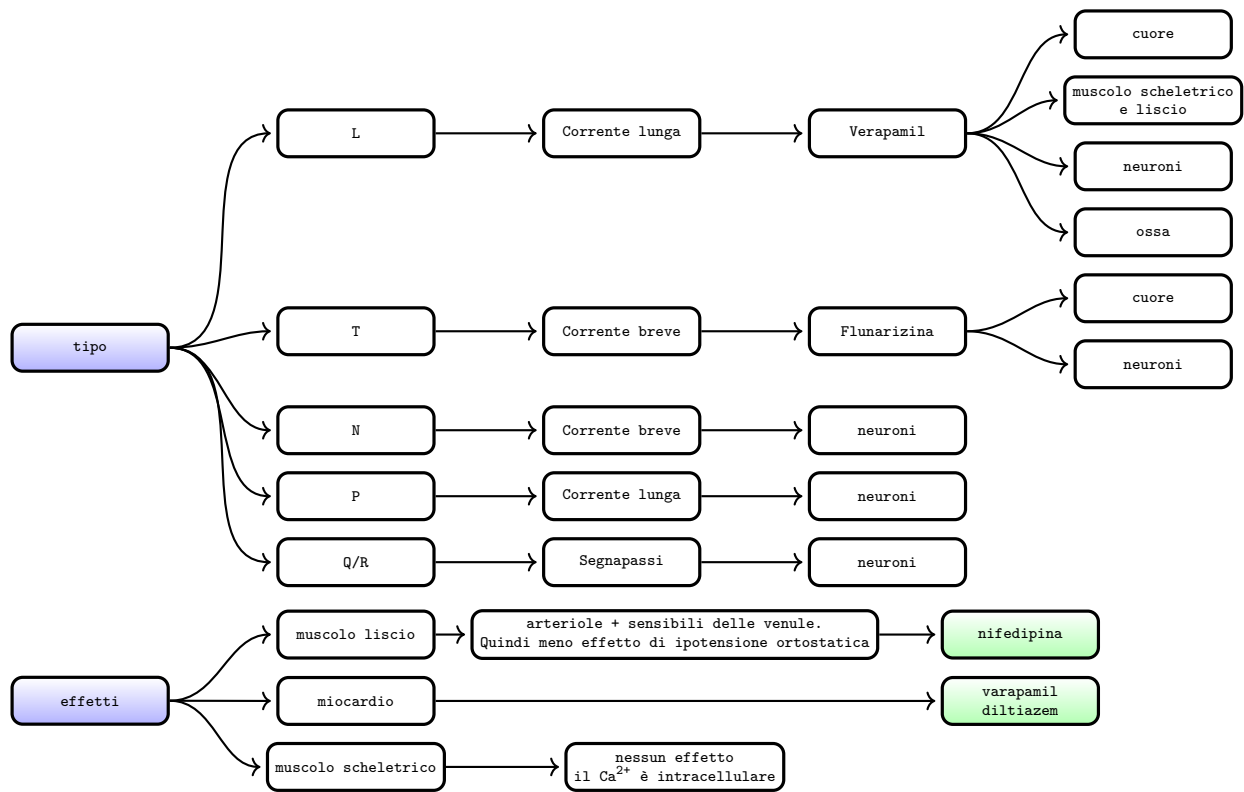 tipo
L
Corrente lunga
Verapamil
cuore
muscolo scheletrico
e liscio
neuroni
ossa
T
Corrente breve
Flunarizina
cuore
neuroni
N
Corrente breve
neuroni
P
Corrente lunga
neuroni
Q/R
Segnapassi
neuroni
effetti
muscolo liscio
arteriole + sensibili delle venule.
Quindi meno effetto di ipotensione ortostatica
nifedipina
miocardio
varapamil
diltiazem
muscolo scheletrico
nessun effetto
il Ca²⁺ è intracellulare